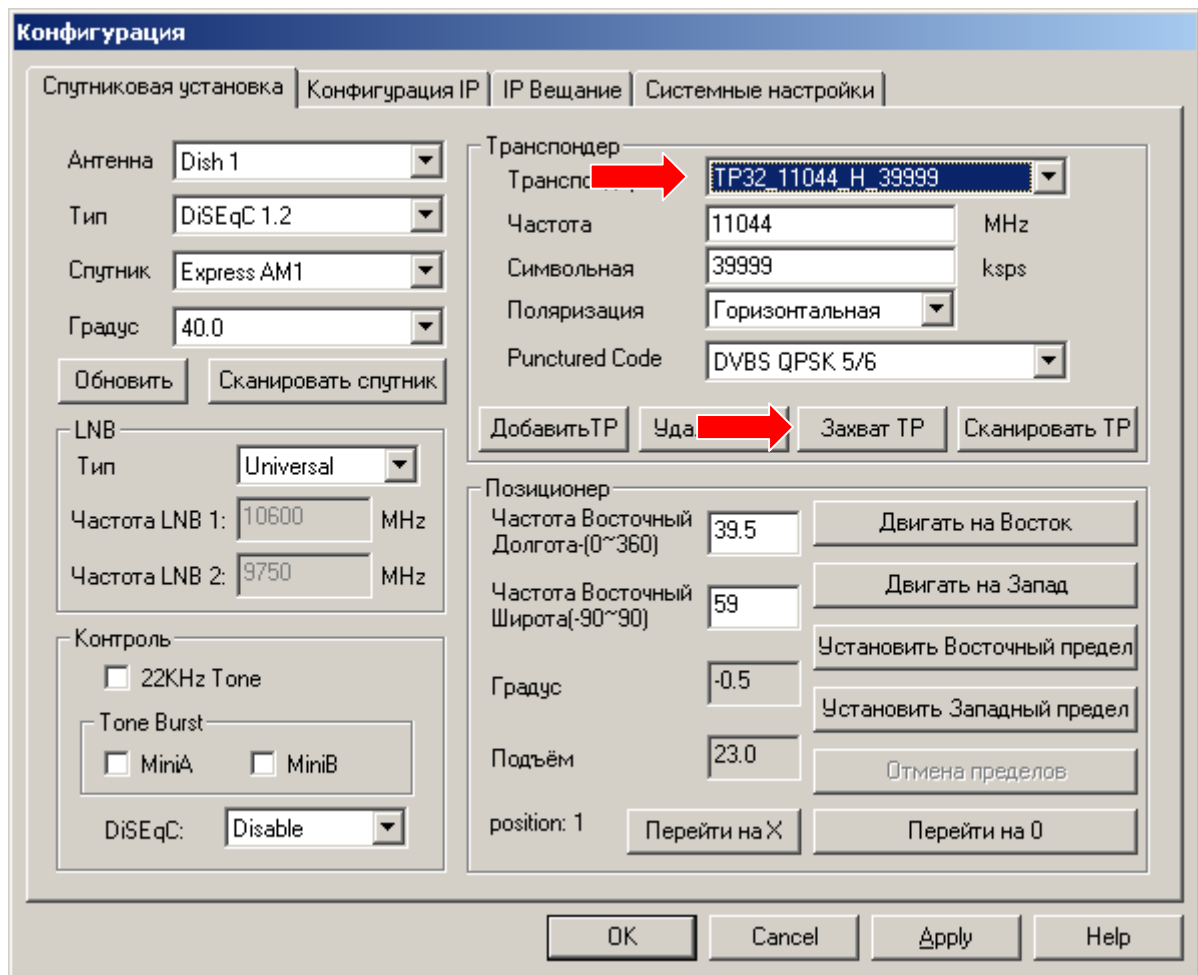 Конфигурация
Спутниковая установка
Конфигурация IP
IP Вещание
Системные настройки
Антенна
Dish 1
Тип
DiSEqC 1.2
Спутник
Express AM1
Градус
40.0
Обновить
Сканировать спутник
LNB
Тип
Universal
Частота LNB 1:
10600
MHz
Частота LNB 2:
9750
MHz
Контроль
22KHz Tone
Tone Burst
MiniA
MiniB
DiSEqC:
Disable
Транспондер
TP32_11044_H_39999
Частота
11044
MHz
Символьная
39999
ksps
Поляризация
Горизонтальная
Punctured Code
DVBS QPSK 5/6
ДобавитьTP
Захват TP
Сканировать TP
Позиционер
Частота Восточный
Долгота-(0~360)
39.5
Частота Восточный
Широта(-90~90)
59
Градус
-0.5
Подъём
23.0
position: 1
Перейти на X
Двигать на Восток
Двигать на Запад
Установить Восточный предел
Установить Западный предел
Отмена пределов
Перейти на 0
OK
Cancel
Apply
Help